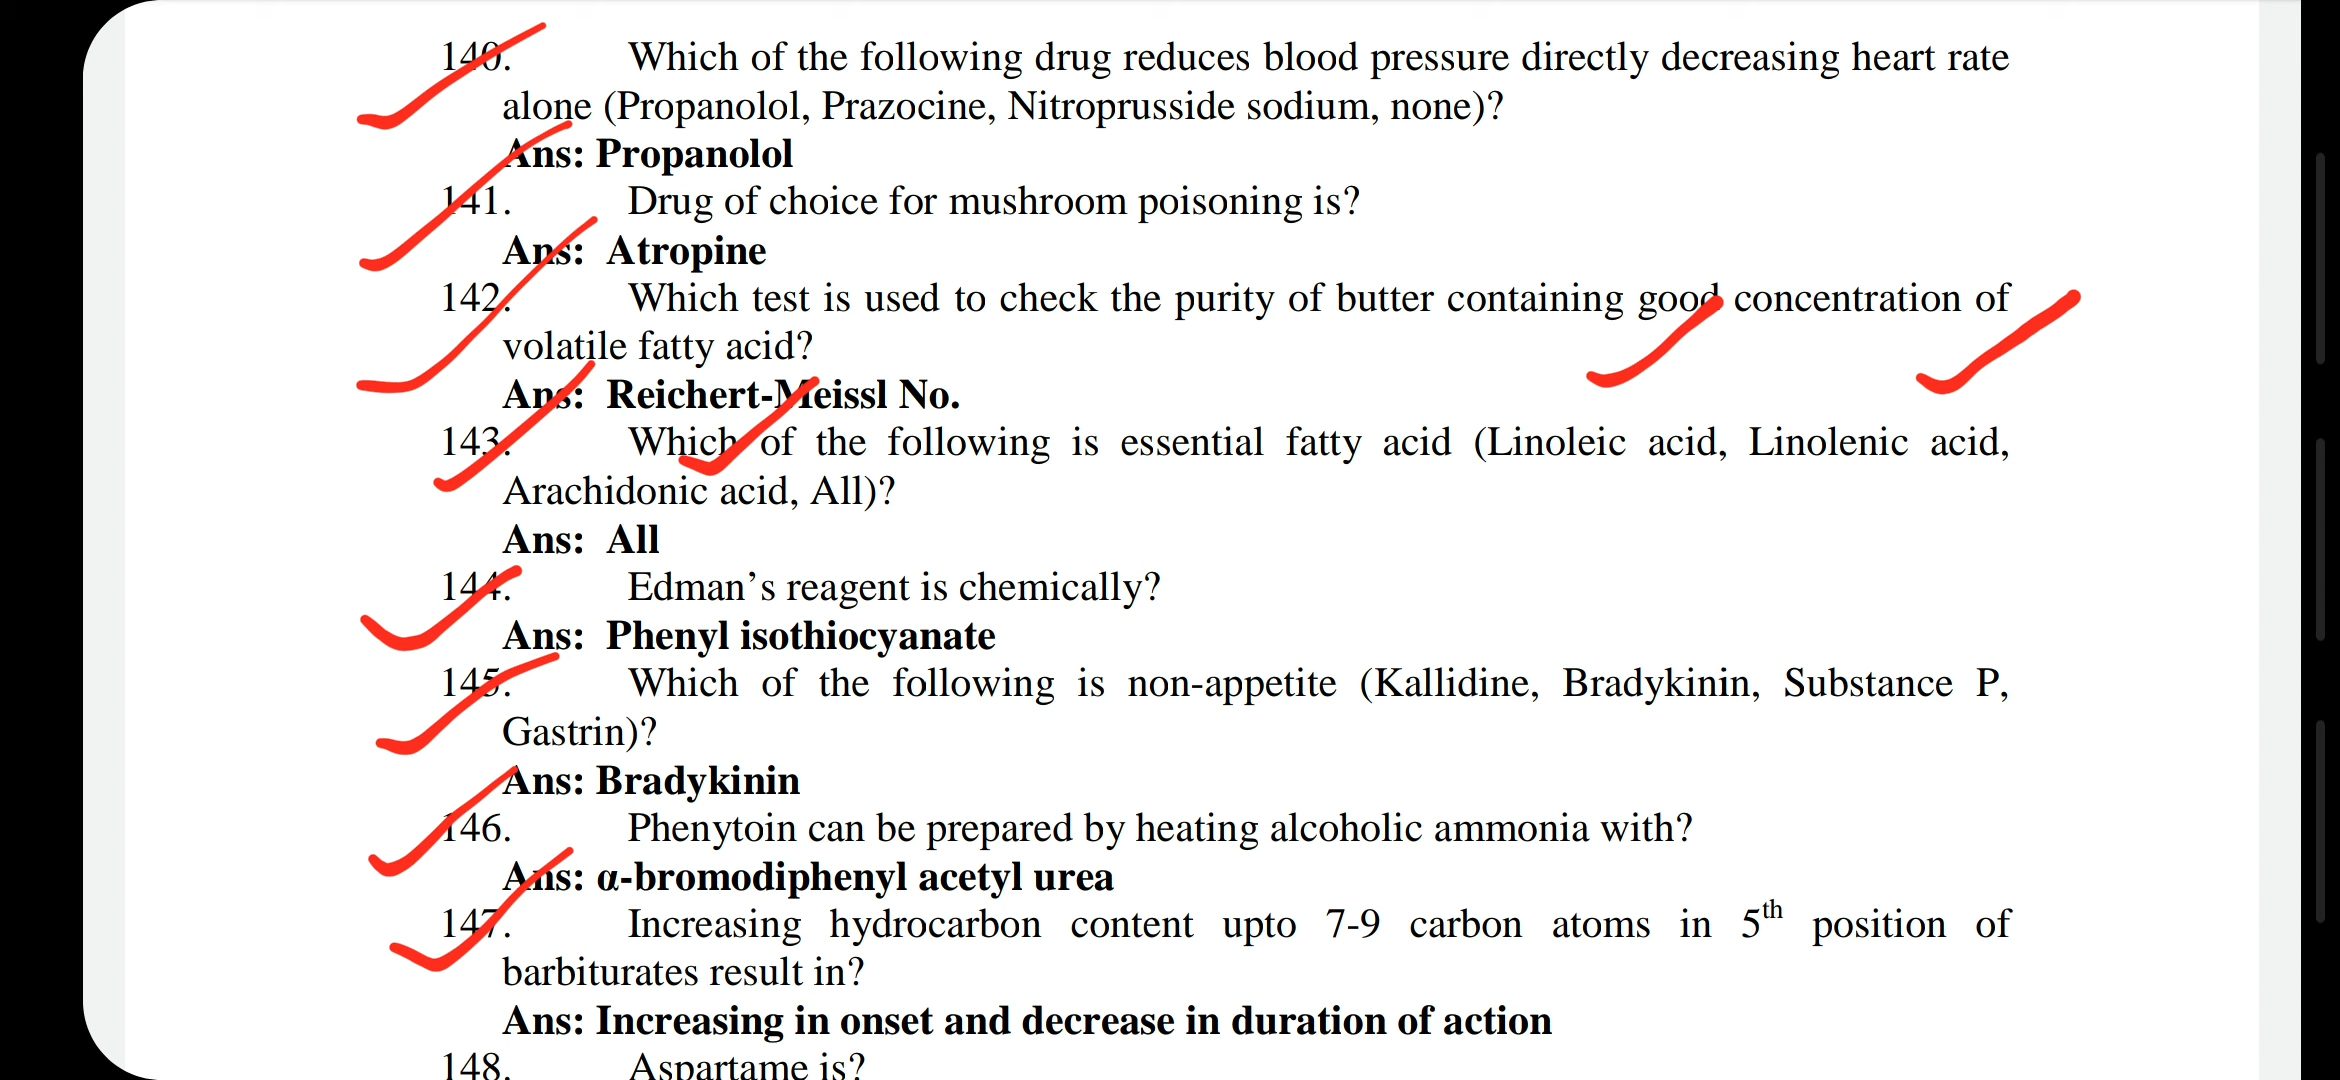 140. Which of the following drug reduces blood pressure directly decreasing heart rate
alone (Propanolol, Prazocine, Nitroprusside sodium, none)?
Ans: Propanolol
141. Drug of choice for mushroom poisoning is?
Ans: Atropine
142. Which test is used to check the purity of butter containing good concentration of
volatile fatty acid?
Ans: Reichert-Meissl No.
143. Which of the following is essential fatty acid (Linoleic acid, Linolenic acid,
Arachidonic acid, All)?
Ans: All
144. Edman’s reagent is chemically?
Ans: Phenyl isothiocyanate
145. Which of the following is non-appetite (Kallidine, Bradykinin, Substance P,
Gastrin)?
Ans: Bradykinin
146. Phenytoin can be prepared by heating alcoholic ammonia with?
Ans: α-bromodiphenyl acetyl urea
147. Increasing hydrocarbon content upto 7-9 carbon atoms in 5th position of
barbiturates result in?
Ans: Increasing in onset and decrease in duration of action
148. Aspartame is?